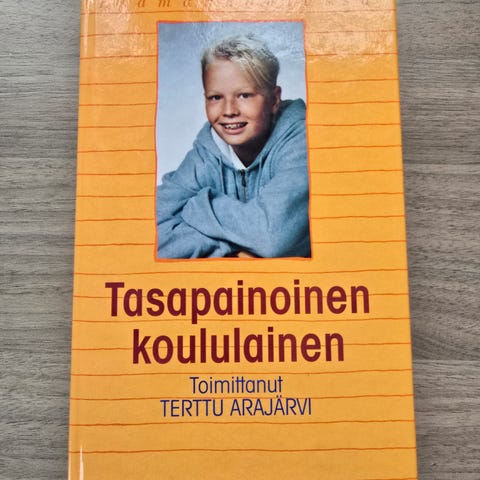 Tasapainoinen
koululainen
Toimittanut
TERTTU ARAJÄRVI